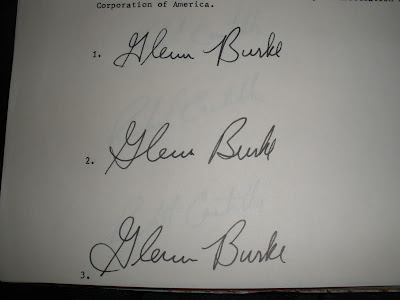 Corporation of America.
1. Glenn Burke
2. Glenn Burke
3. Glenn Burke